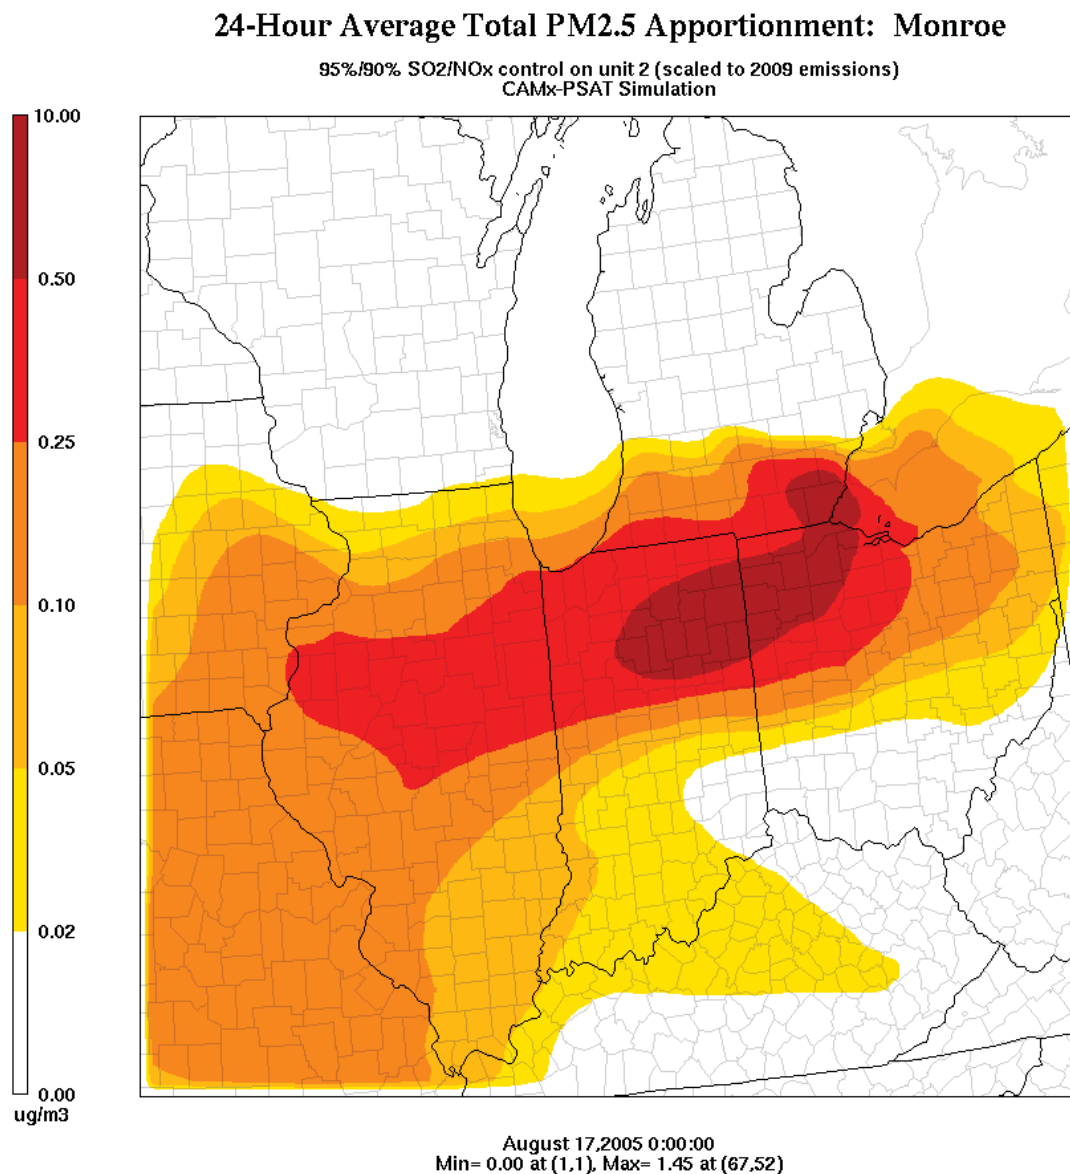 24-Hour Average Total PM2.5 Apportionment: Monroe
95%/90% SO2/NOx control on unit 2 (scaled to 2009 emissions)
CAMx-PSAT Simulation
10.00
0.50
0.25
0.10
0.05
0.02
0.00
ug/m3
August 17,2005 0:00:00
Min= 0.00 at (1,1), Max= 1.45 at (67,52)